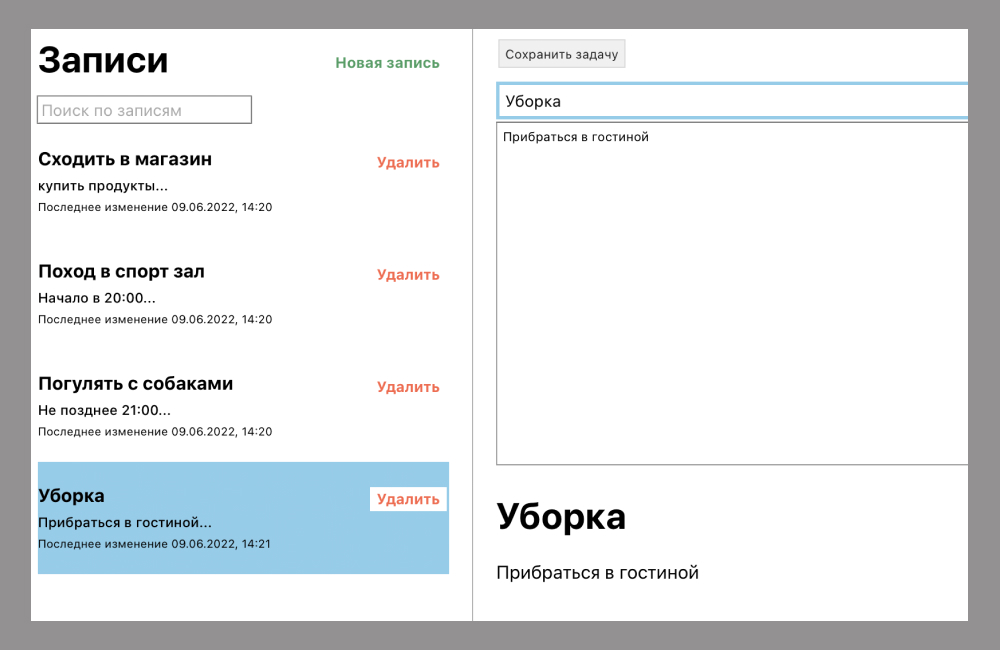 Записи
Новая запись
Поиск по записям
Сходить в магазин
Удалить
купить продукты...
Последнее изменение 09.06.2022, 14:20
Поход в спорт зал
Удалить
Начало в 20:00...
Последнее изменение 09.06.2022, 14:20
Погулять с собаками
Удалить
Не позднее 21:00...
Последнее изменение 09.06.2022, 14:20
Уборка
Удалить
Прибраться в гостиной...
Последнее изменение 09.06.2022, 14:21
Сохранить задачу
Уборка
Прибраться в гостиной
Уборка
Прибраться в гостиной